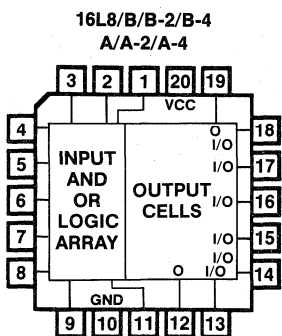 16L8/B/B-2/B-4
A/A-2/A-4
3 2 1 20 19
VCC
4 O 18
I/O
5 INPUT I/O 17
AND
6 OR OUTPUT I/O 16
LOGIC CELLS
7 ARRAY I/O 15
I/O
8 O I/O 14
GND
9 10 11 12 13